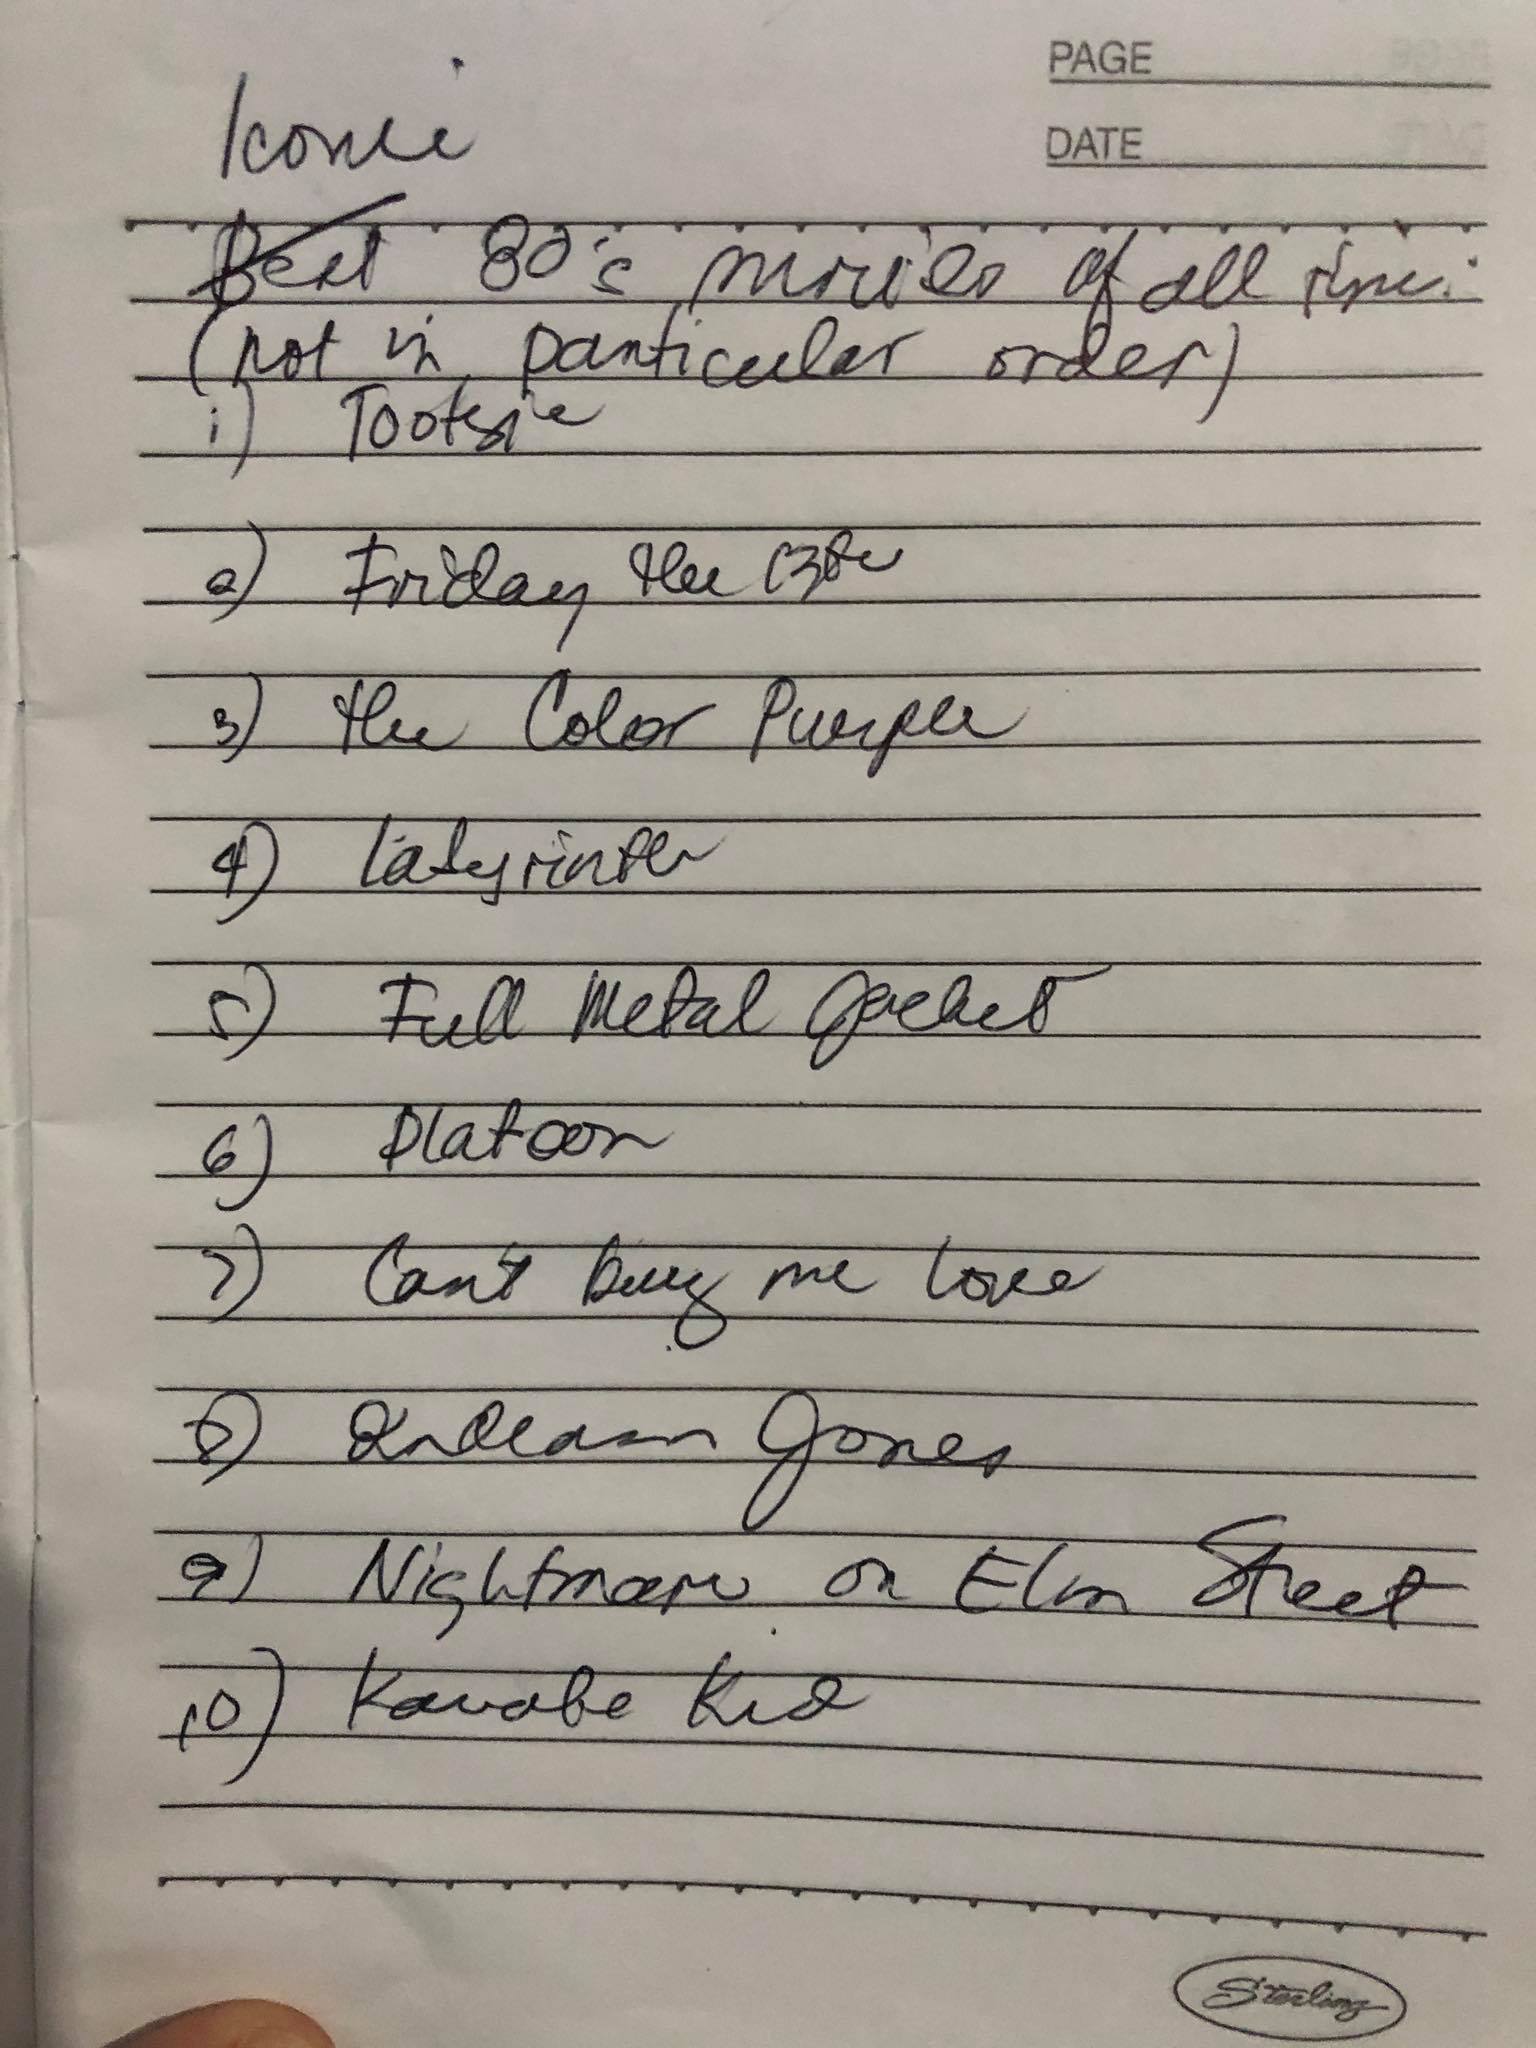 PAGE
DATE
Iconic
Best 80's movies of all time:
(not in particular order)
1) Tootsie
2) Friday the 13th
3) the Color Purple
4) Labyrinth
5) Full Metal Jacket
6) Platoon
7) Can't buy me love
8) Indiana Jones
9) Nightmare on Elm Street
10) Karate Kid
Sterling